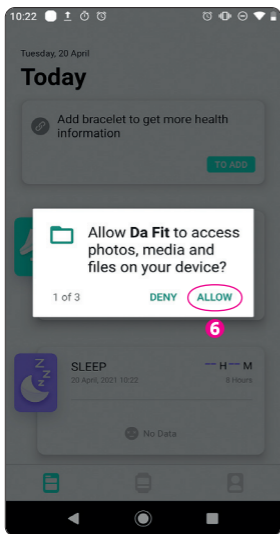 10:22
Tuesday, 20 April
Today
Add bracelet to get more health
information
TO ADD
Allow Da Fit to access
photos, media and
files on your device?
1 of 3 DENY ALLOW
6
SLEEP -- H -- M
20 April, 2021 10:22 0 Hours
No Data